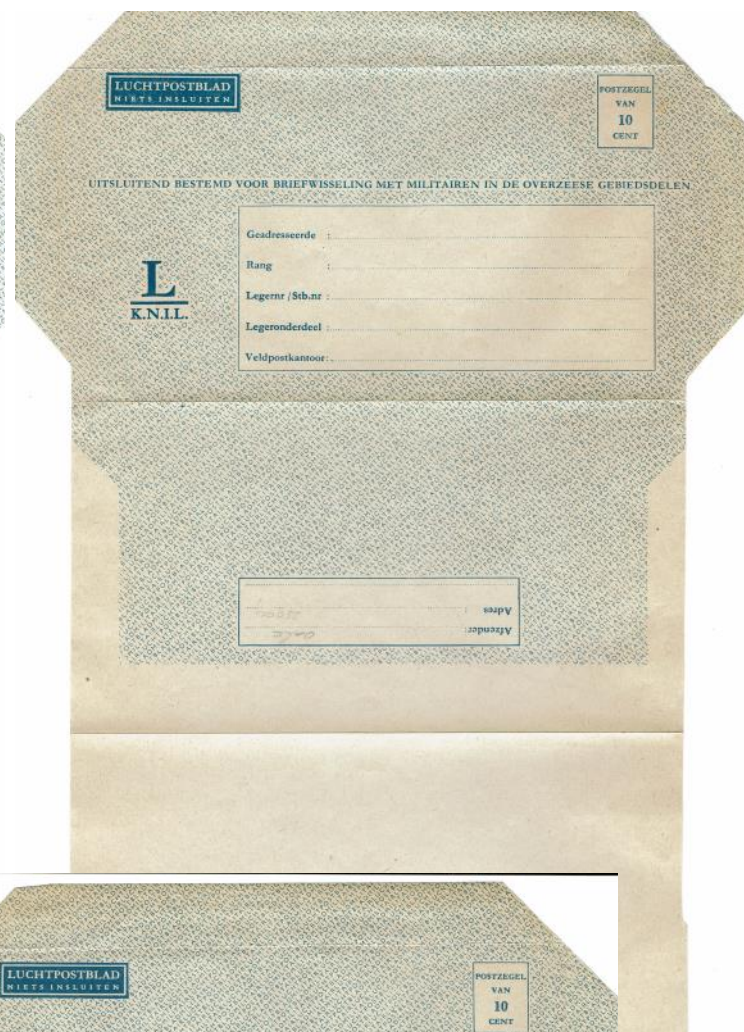 LUCHTPOSTBLAD
NIETS INSLUITEN
POSTZEGEL
VAN
10
CENT
UITSLUITEND BESTEMD VOOR BRIEFWISSELING MET MILITAIREN IN DE OVERZEESE GEBIEDSDELEN
L
K.N.I.L.
Geadresseerde :
Rang :
Legernr / Stb.nr :
Legeronderdeel :
Veldpostkantoor :
Afzender:
Adres :
LUCHTPOSTBLAD
NIETS INSLUITEN
POSTZEGEL
VAN
10
CENT